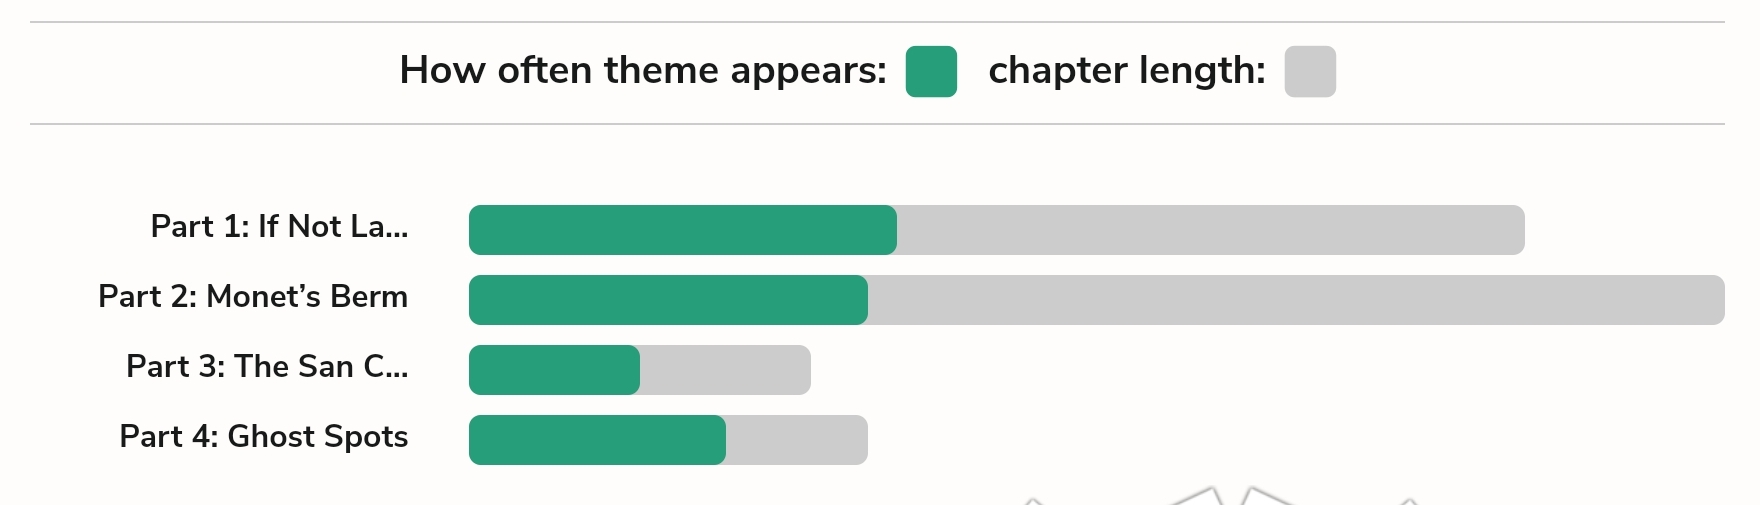 How often theme appears: chapter length:
Part 1: If Not La...
Part 2: Monet’s Berm
Part 3: The San C...
Part 4: Ghost Spots